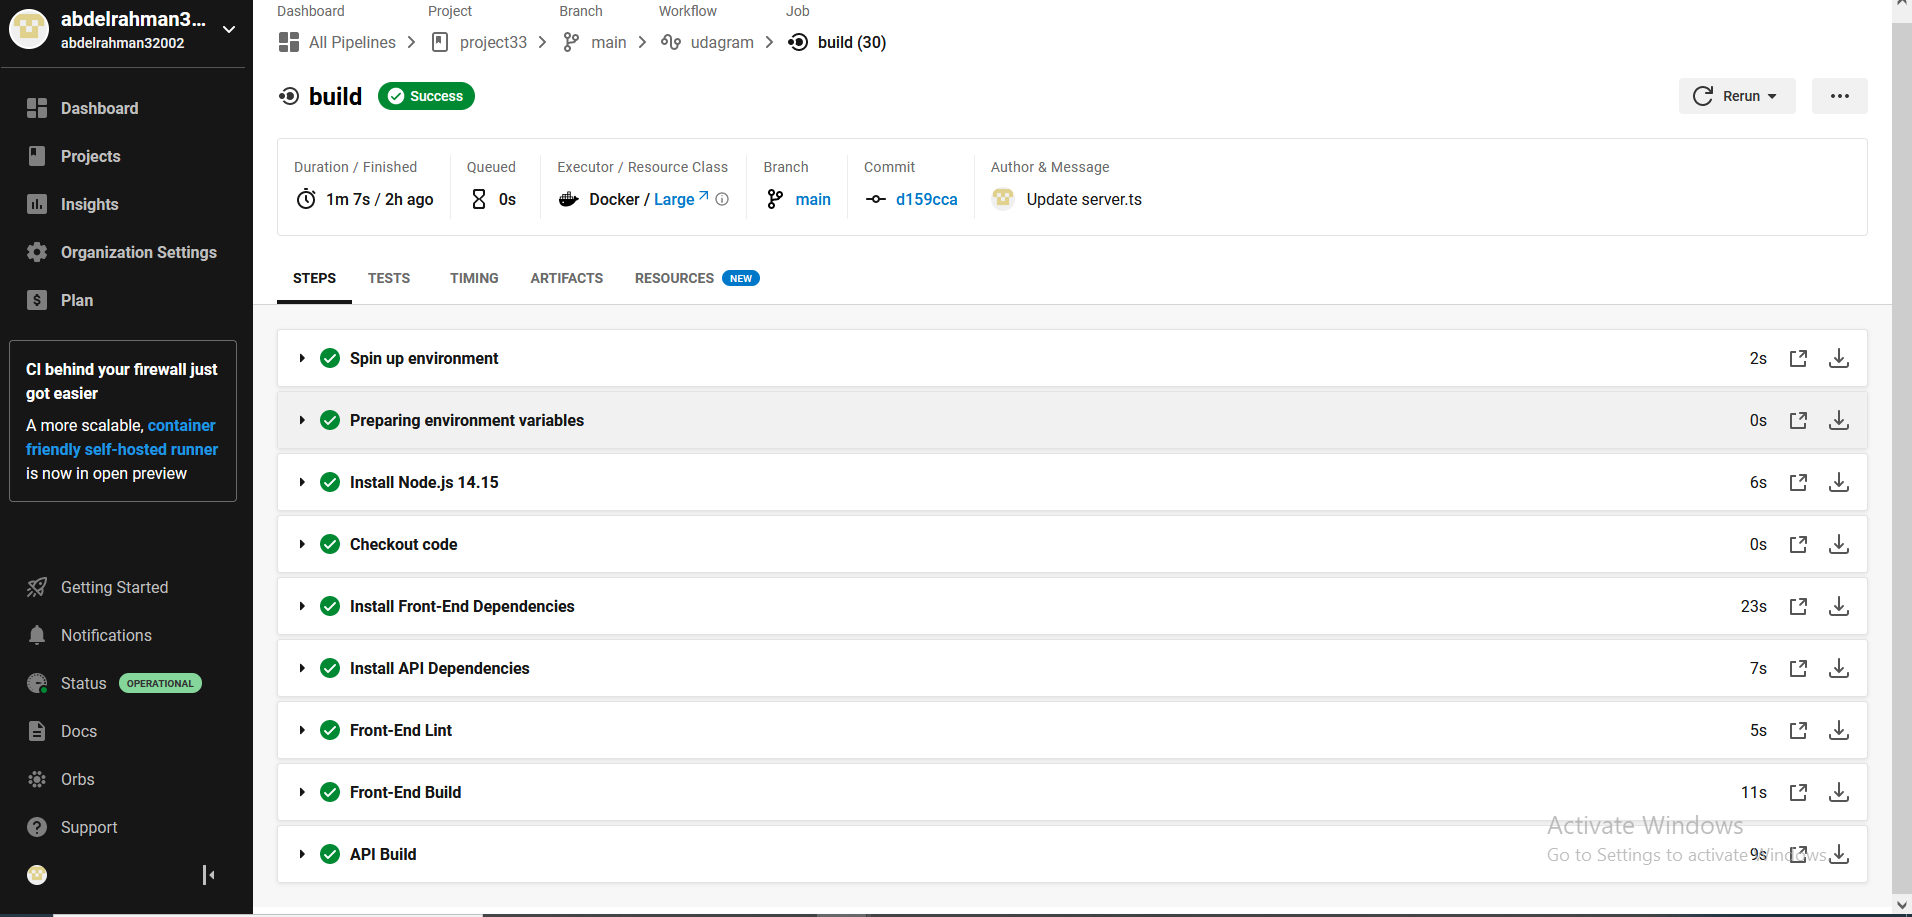 abdelrahman3...
abdelrahman32002
Dashboard
Projects
Insights
Organization Settings
Plan
CI behind your firewall just
got easier
A more scalable, container
friendly self-hosted runner
is now in open preview
Getting Started
Notifications
Status OPERATIONAL
Docs
Orbs
Support
Dashboard Project Branch Workflow Job
All Pipelines project33 main udagram build (30)
build Success Rerun
Duration / Finished Queued Executor / Resource Class Branch Commit Author & Message
1m 7s / 2h ago 0s Docker / Large main d159cca Update server.ts
STEPS TESTS TIMING ARTIFACTS RESOURCES NEW
Spin up environment 2s
Preparing environment variables 0s
Install Node.js 14.15 6s
Checkout code 0s
Install Front-End Dependencies 23s
Install API Dependencies 7s
Front-End Lint 5s
Front-End Build 11s
API Build 9s
Activate Windows
Go to Settings to activate Windows.